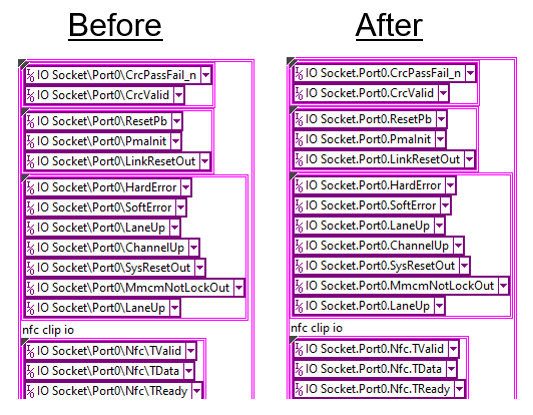 Before
IO Socket\Port0\CrcPassFail_n
IO Socket\Port0\CrcValid
IO Socket\Port0\ResetPb
IO Socket\Port0\PmaInit
IO Socket\Port0\LinkResetOut
IO Socket\Port0\HardError
IO Socket\Port0\SoftError
IO Socket\Port0\LaneUp
IO Socket\Port0\ChannelUp
IO Socket\Port0\SysResetOut
IO Socket\Port0\MmcmNotLockOut
IO Socket\Port0\LaneUp
nfc clip io
IO Socket\Port0\Nfc\TValid
IO Socket\Port0\Nfc\TData
IO Socket\Port0\Nfc\TReady
After
IO Socket.Port0.CrcPassFail_n
IO Socket.Port0.CrcValid
IO Socket.Port0.ResetPb
IO Socket.Port0.PmaInit
IO Socket.Port0.LinkResetOut
IO Socket.Port0.HardError
IO Socket.Port0.SoftError
IO Socket.Port0.LaneUp
IO Socket.Port0.ChannelUp
IO Socket.Port0.SysResetOut
IO Socket.Port0.MmcmNotLockOut
IO Socket.Port0.LaneUp
nfc clip io
IO Socket.Port0.Nfc.TValid
IO Socket.Port0.Nfc.TData
IO Socket.Port0.Nfc.TReady